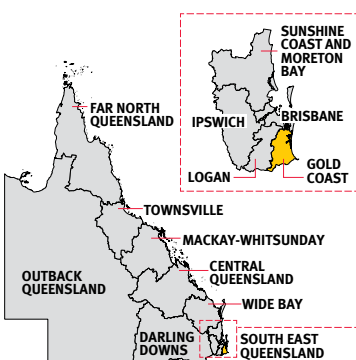 SUNSHINE
COAST AND
MORETON
BAY
IPSWICH
BRISBANE
LOGAN
GOLD
COAST
FAR NORTH
QUEENSLAND
TOWNSVILLE
MACKAY-WHITSUNDAY
CENTRAL
QUEENSLAND
OUTBACK
QUEENSLAND
WIDE BAY
DARLING
DOWNS
SOUTH EAST
QUEENSLAND